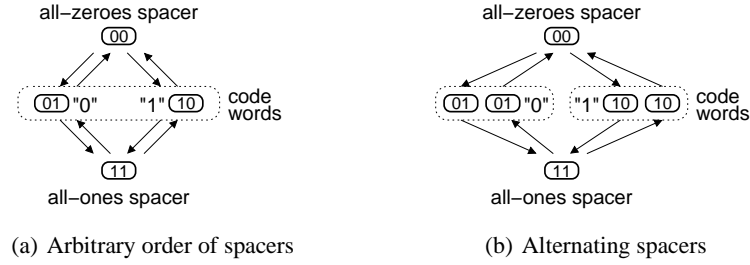 all−zeroes spacer
00
01 "0" "1" 10 code
words
11
all−ones spacer
(a) Arbitrary order of spacers
all−zeroes spacer
00
01 01 "0" "1" 10 10 code
words
11
all−ones spacer
(b) Alternating spacers